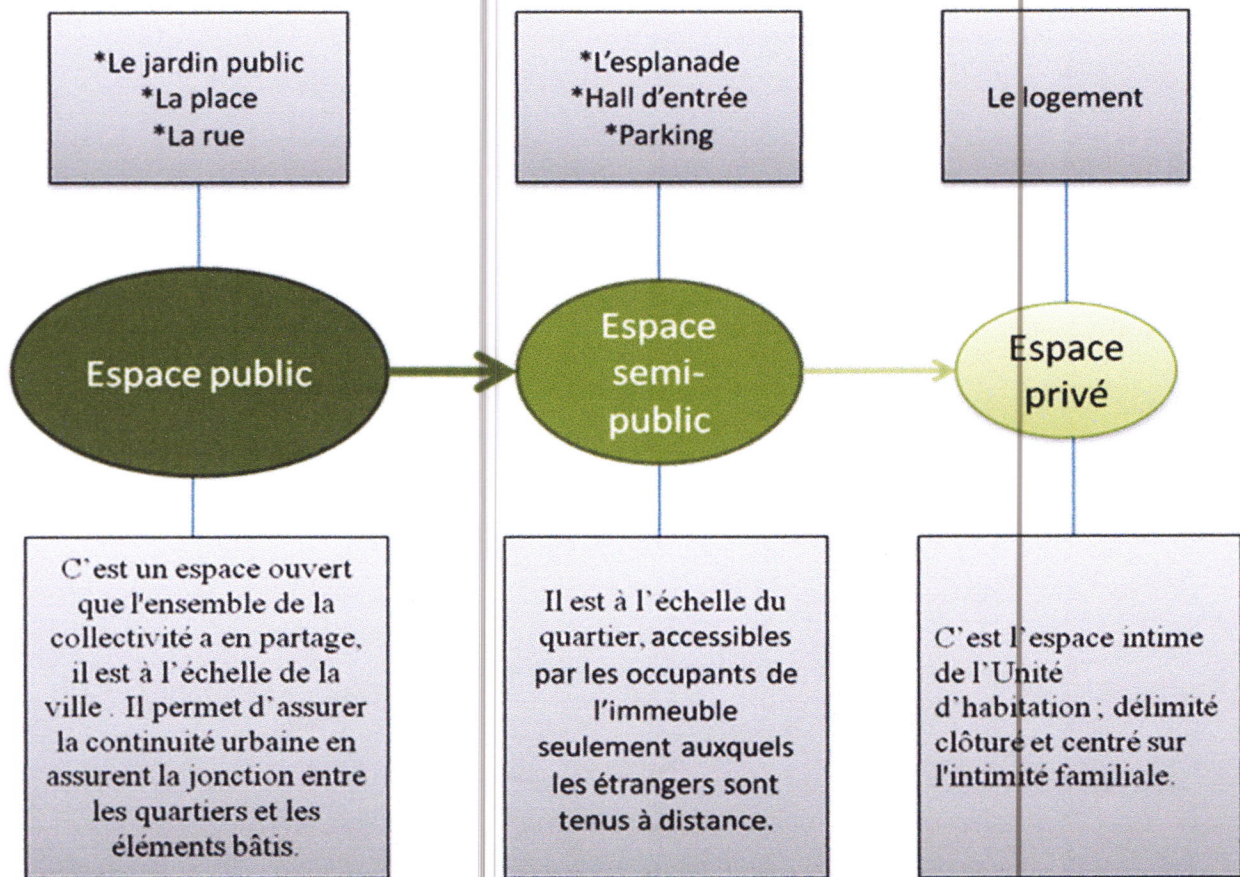 *Le jardin public
*La place
*La rue
*L'esplanade
*Hall d'entrée
*Parking
Le logement
Espace public
Espace
semi-
public
Espace
privé
C'est un espace ouvert
que l'ensemble de la
collectivité a en partage,
il est à l'échelle de la
ville . Il permet d'assurer
la continuité urbaine en
assurent la jonction entre
les quartiers et les
éléments bâtis.
Il est à l'échelle du
quartier, accessibles
par les occupants de
l'immeuble
seulement auxquels
les étrangers sont
tenus à distance.
C'est l'espace intime
de l'Unité
d'habitation ; délimité
clôturé et centré sur
l'intimité familiale.